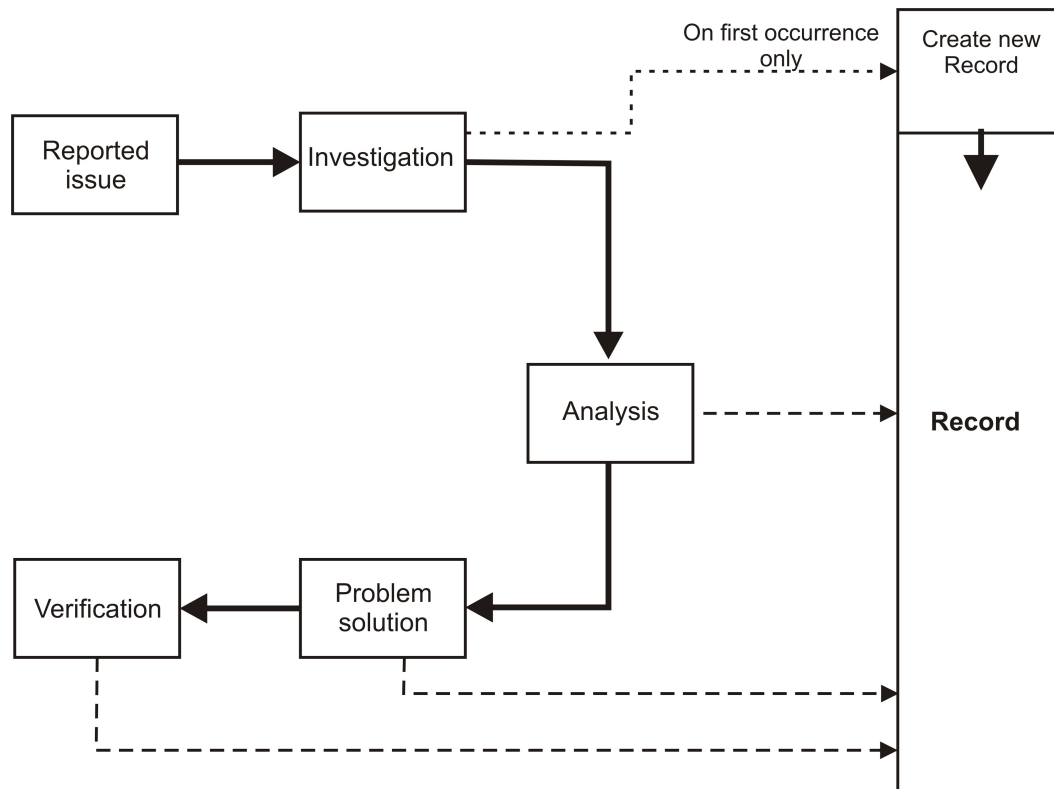 On first occurrence
only
Create new
Record
Reported
issue
Investigation
Analysis
Record
Verification
Problem
solution